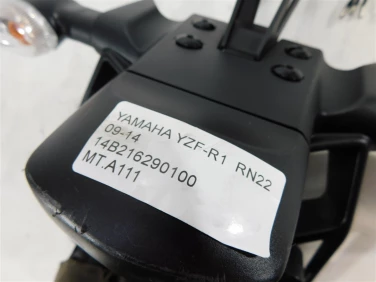 YAMAHA YZF-R1 RN22
09-14
14B216290100
MT.A111